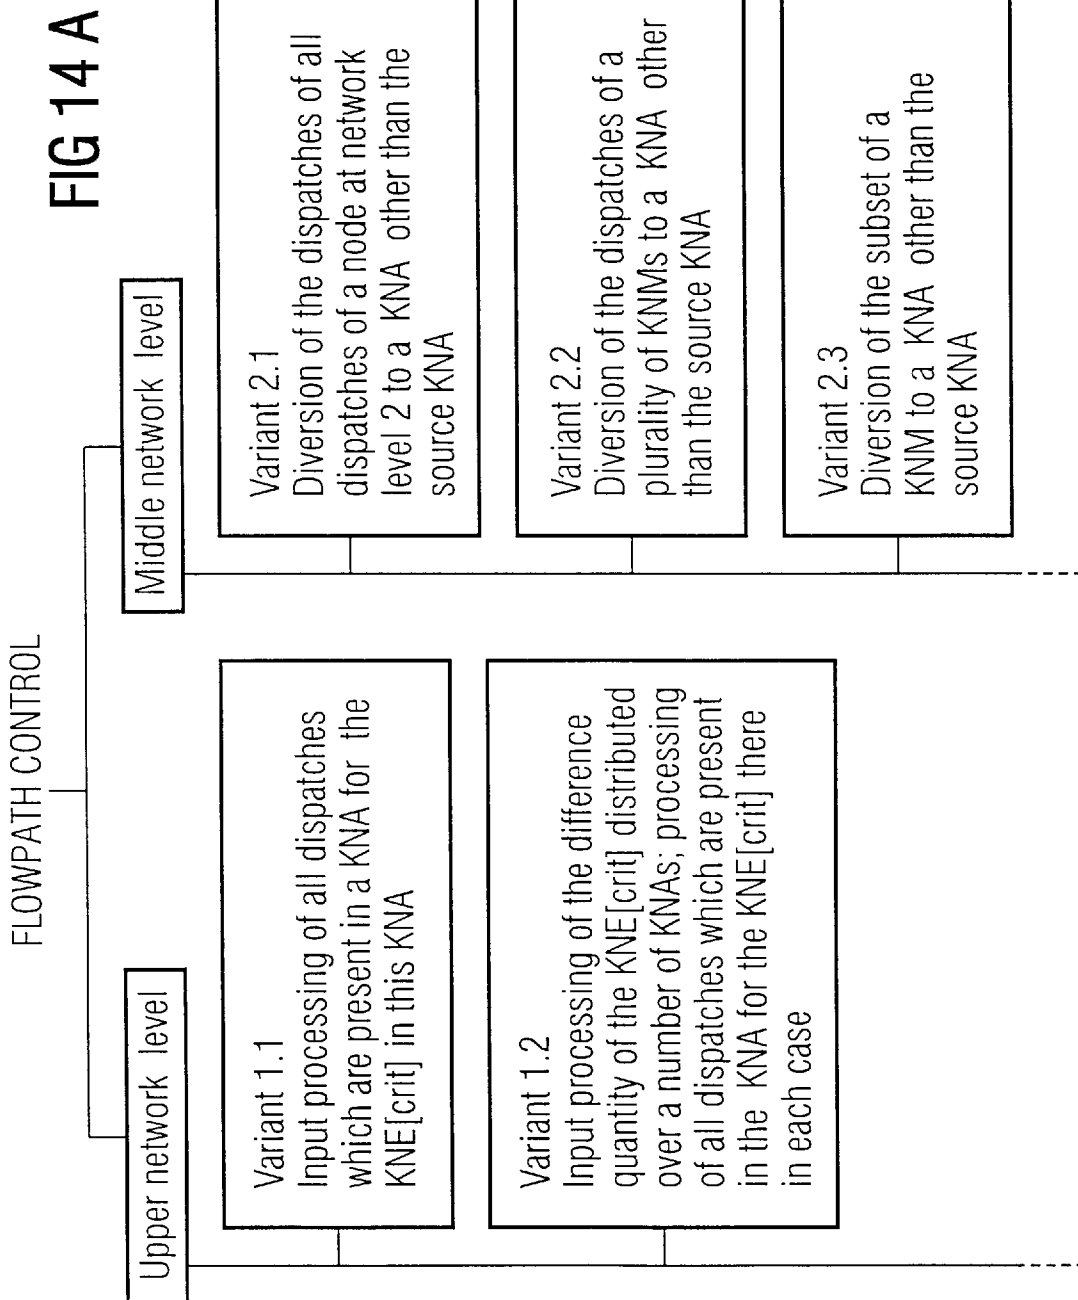 FIG 14 A
FLOWPATH CONTROL
Upper network level
Variant 1.1
Input processing of all dispatches
which are present in a KNA for the
KNE[crit] in this KNA
Variant 1.2
Input processing of the difference
quantity of the KNE[crit] distributed
over a number of KNAs; processing
of all dispatches which are present
in the KNA for the KNE[crit] there
in each case
Middle network level
Variant 2.1
Diversion of the dispatches of all
dispatches of a node at network
level 2 to a KNA other than the
source KNA
Variant 2.2
Diversion of the dispatches of a
plurality of KNMs to a KNA other
than the source KNA
Variant 2.3
Diversion of the subset of a
KNM to a KNA other than the
source KNA